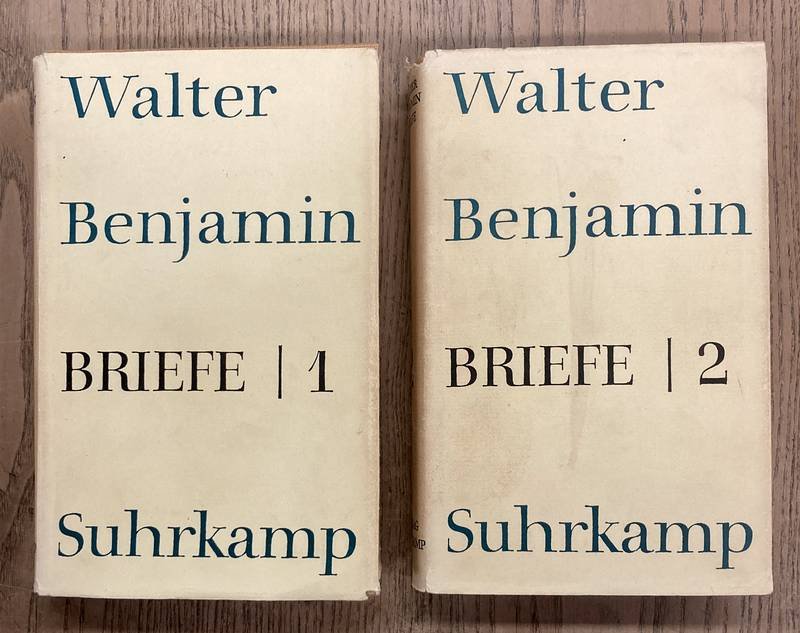 Walter
Benjamin
BRIEFE | 1
Suhrkamp
Walter
Benjamin
BRIEFE | 2
Suhrkamp